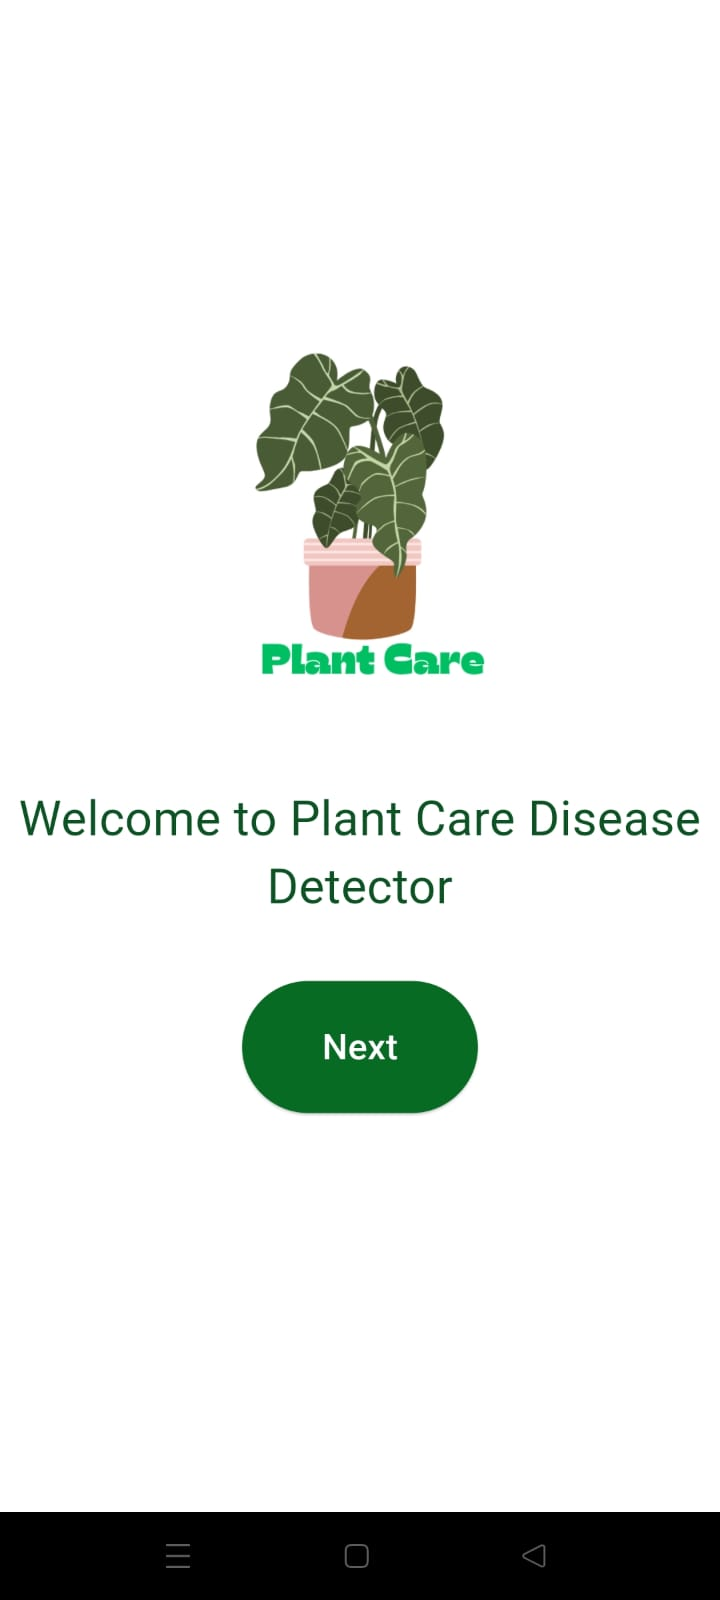 Plant Care
Welcome to Plant Care Disease
Detector
Next